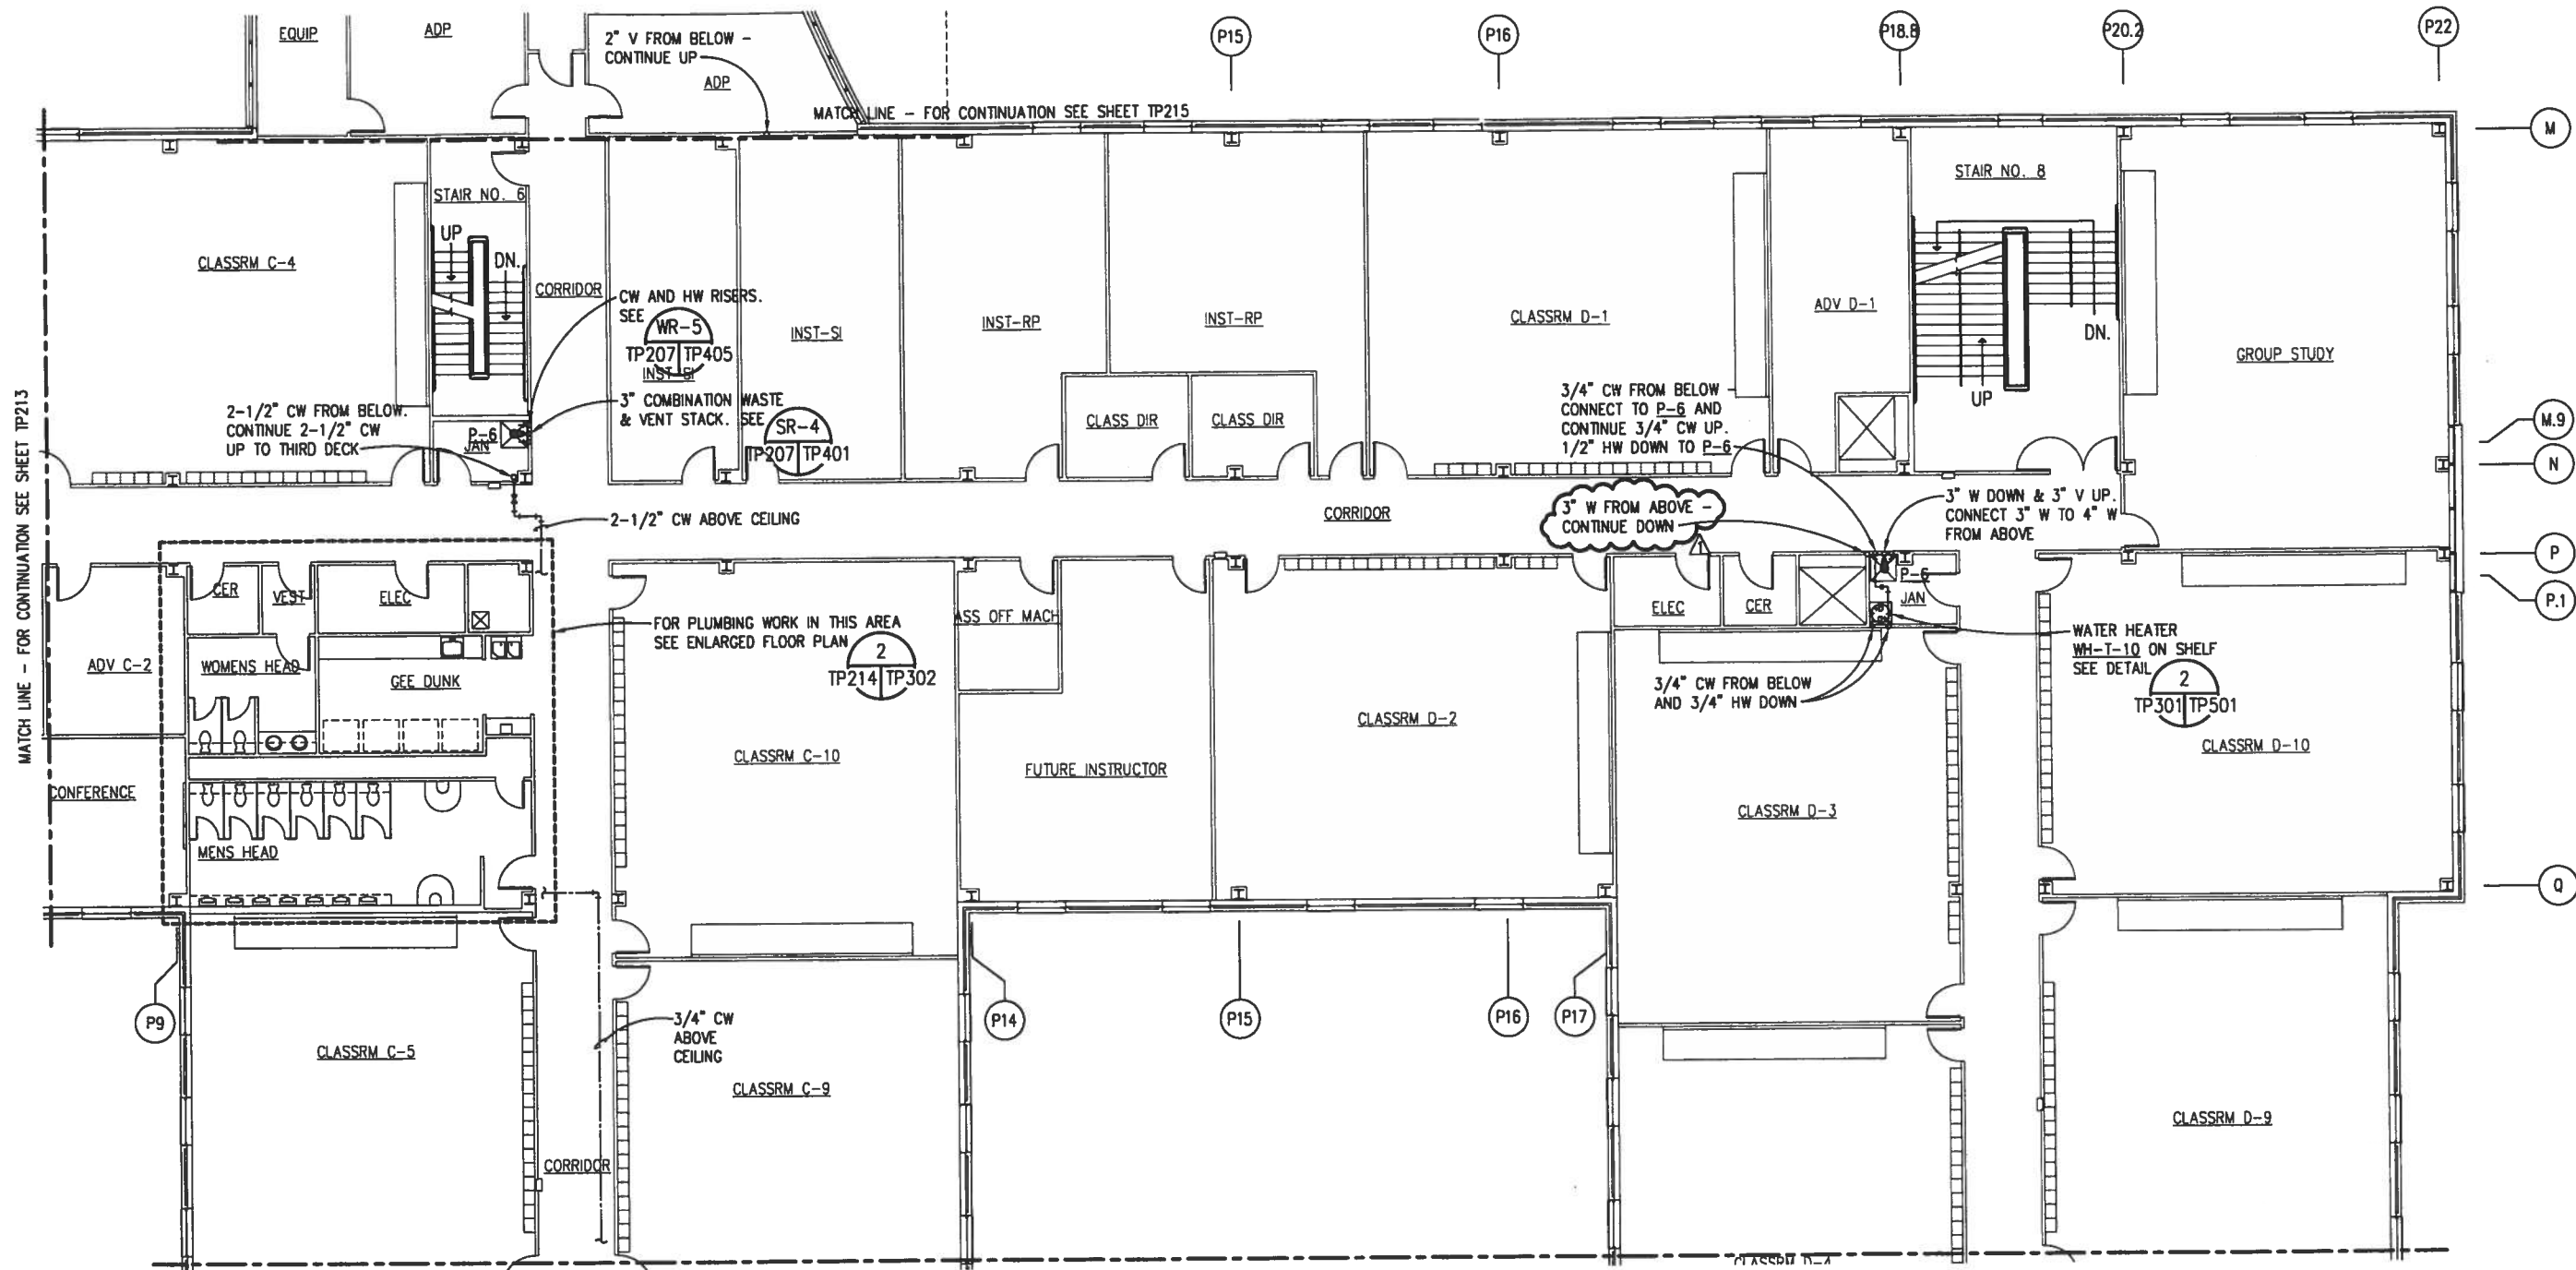 EQUIP
ADP
2" V FROM BELOW -
CONTINUE UP
ADP
P15
P16
P18.8
P20.2
P22
MATCH LINE - FOR CONTINUATION SEE SHEET TP215
M
STAIR NO. 6
UP
DN.
CLASSRM C-4
CORRIDOR
CW AND HW RISERS.
SEE
WR-5
TP207 TP405
INST-SI
INST-SI
INST-RP
INST-RP
CLASSRM D-1
ADV D-1
STAIR NO. 8
DN.
UP
GROUP STUDY
2-1/2" CW FROM BELOW.
CONTINUE 2-1/2" CW
UP TO THIRD DECK
P-6
JAN
3" COMBINATION WASTE
& VENT STACK. SEE
SR-4
TP207 TP401
CLASS DIR
CLASS DIR
3/4" CW FROM BELOW
CONNECT TO P-6 AND
CONTINUE 3/4" CW UP.
1/2" HW DOWN TO P-6
M.9
N
MATCH LINE - FOR CONTINUATION SEE SHEET TP213
2-1/2" CW ABOVE CEILING
CORRIDOR
3" W FROM ABOVE -
CONTINUE DOWN
1
3" W DOWN & 3" V UP.
CONNECT 3" W TO 4" W
FROM ABOVE
P
P.1
CER
VEST
ELEC
FOR PLUMBING WORK IN THIS AREA
SEE ENLARGED FLOOR PLAN
2
TP214 TP302
ASS OFF MACH
ELEC
CER
P-6
JAN
WATER HEATER
WH-T-10 ON SHELF
SEE DETAIL
2
TP301 TP501
ADV C-2
WOMENS HEAD
GEE DUNK
3/4" CW FROM BELOW
AND 3/4" HW DOWN
CLASSRM D-2
CLASSRM C-10
FUTURE INSTRUCTOR
CLASSRM D-10
CONFERENCE
CLASSRM D-3
MENS HEAD
Q
P9
P14
P15
P16
P17
3/4" CW
ABOVE
CEILING
CLASSRM C-5
CLASSRM C-9
CLASSRM D-9
CORRIDOR
CLASSRM D-4